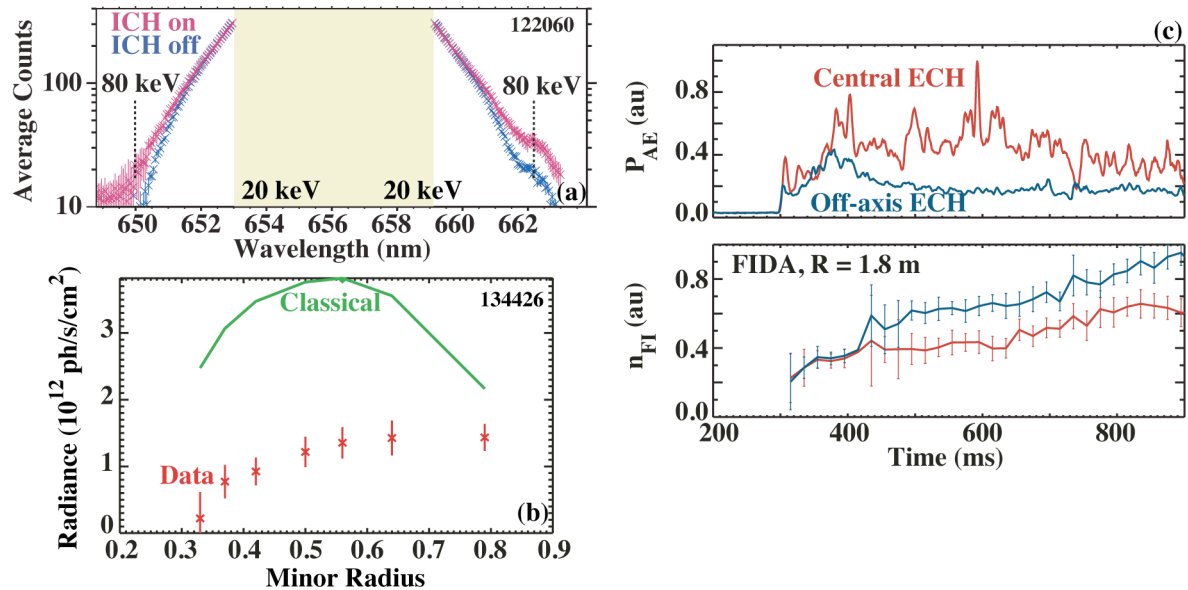 ICH on
ICH off
122060
80 keV
80 keV
100
10
20 keV
20 keV
(a)
Average Counts
650
652
654
656
658
660
662
Wavelength (nm)
Classical
134426
Data
(b)
3
2
1
0
Radiance (10¹² ph/s/cm²)
0.2
0.3
0.4
0.5
0.6
0.7
0.8
0.9
Minor Radius
(c)
Central ECH
Off-axis ECH
0.8
0.4
0.0
P_AE (au)
FIDA, R = 1.8 m
0.8
0.4
0.0
n_FI (au)
200
400
600
800
Time (ms)